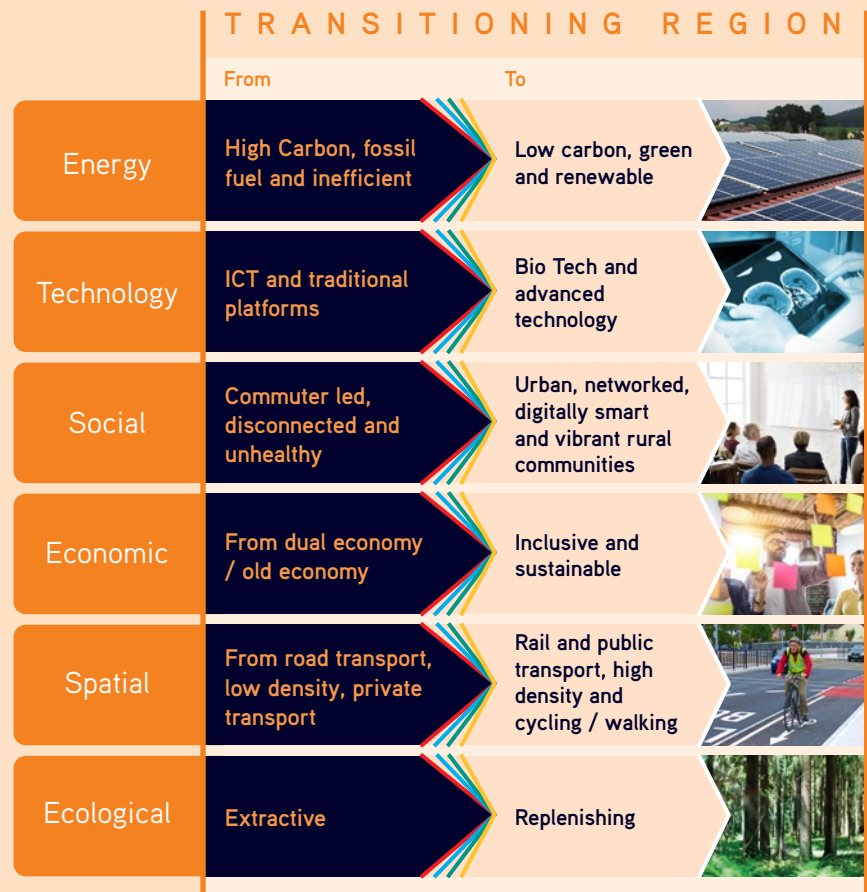 TRANSITIONING REGION
From
To
Energy
High Carbon, fossil
fuel and inefficient
Low carbon, green
and renewable
Technology
ICT and traditional
platforms
Bio Tech and
advanced
technology
Social
Commuter led,
disconnected and
unhealthy
Urban, networked,
digitally smart
and vibrant rural
communities
Economic
From dual economy
/ old economy
Inclusive and
sustainable
Spatial
From road transport,
low density, private
transport
Rail and public
transport, high
density and
cycling / walking
Ecological
Extractive
Replenishing